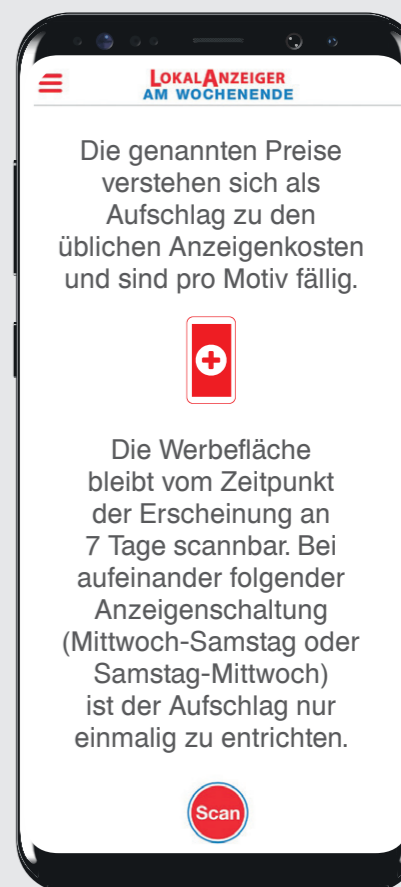 LOKALANZEIGER
AM WOCHENENDE
Die genannten Preise
verstehen sich als
Aufschlag zu den
üblichen Anzeigenkosten
und sind pro Motiv fällig.
Die Werbefläche
bleibt vom Zeitpunkt
der Erscheinung an
7 Tage scannbar. Bei
aufeinander folgender
Anzeigenschaltung
(Mittwoch-Samstag oder
Samstag-Mittwoch)
ist der Aufschlag nur
einmalig zu entrichten.
Scan